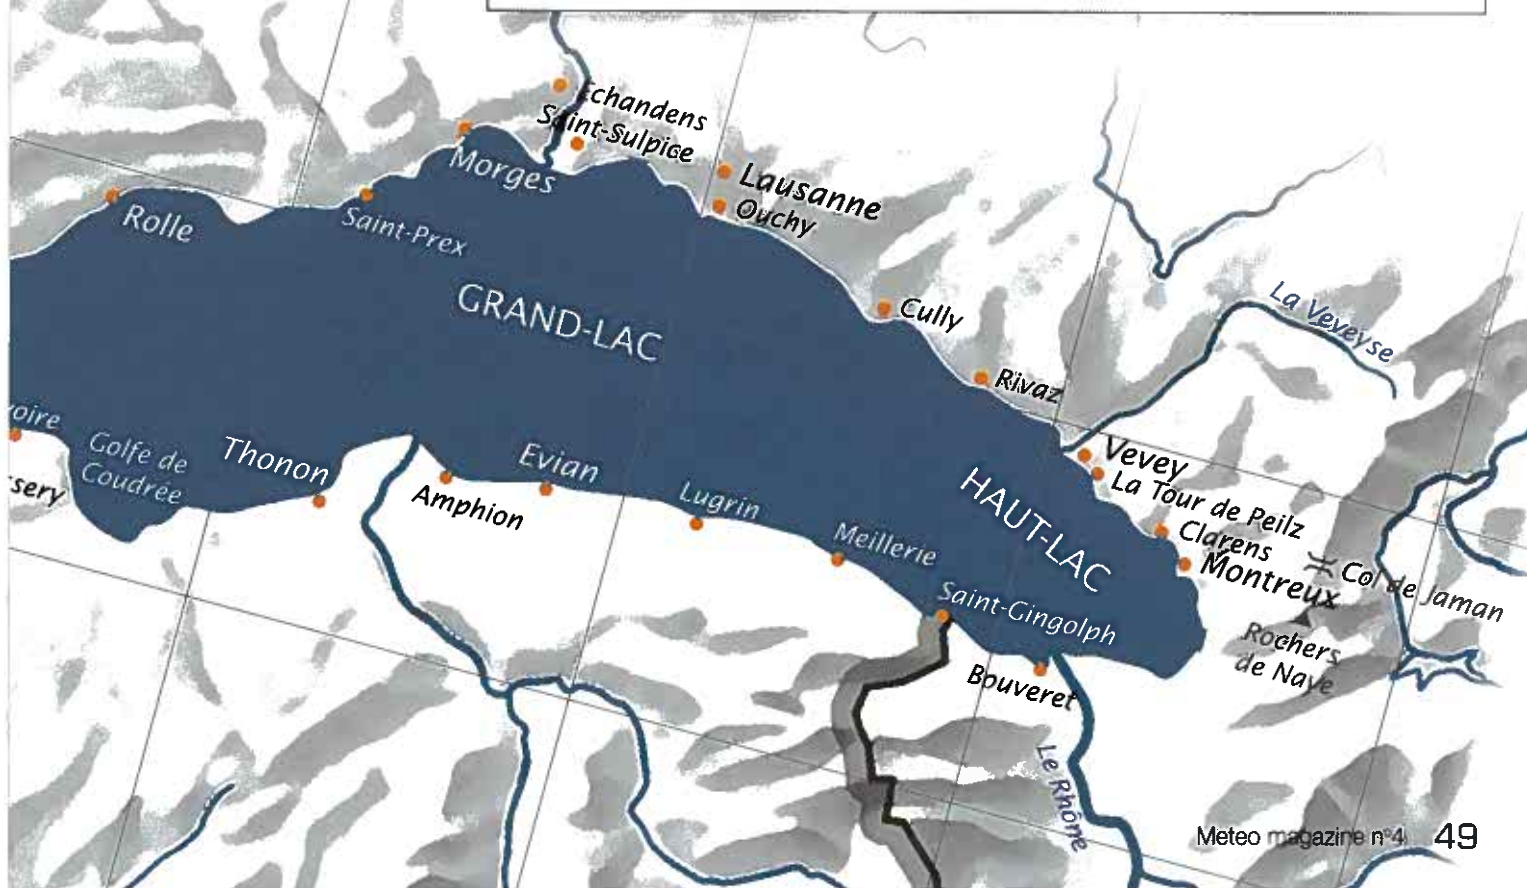 Echandens
Saint-Sulpice
Morges
Lausanne
Ouchy
Rolle
Saint-Prex
GRAND-LAC
Cully
La Veveyse
Rivaz
voire
Golfe de
Coudrée
Thonon
Evian
Amphion
Lugrin
Meillerie
HAUT-LAC
Vevey
La Tour de Peilz
Clarens
Montreux
Col de Jaman
Rochers
de Naye
ssery
Saint-Gingolph
Bouveret
Le Rhône
Meteo magazine n°4 49